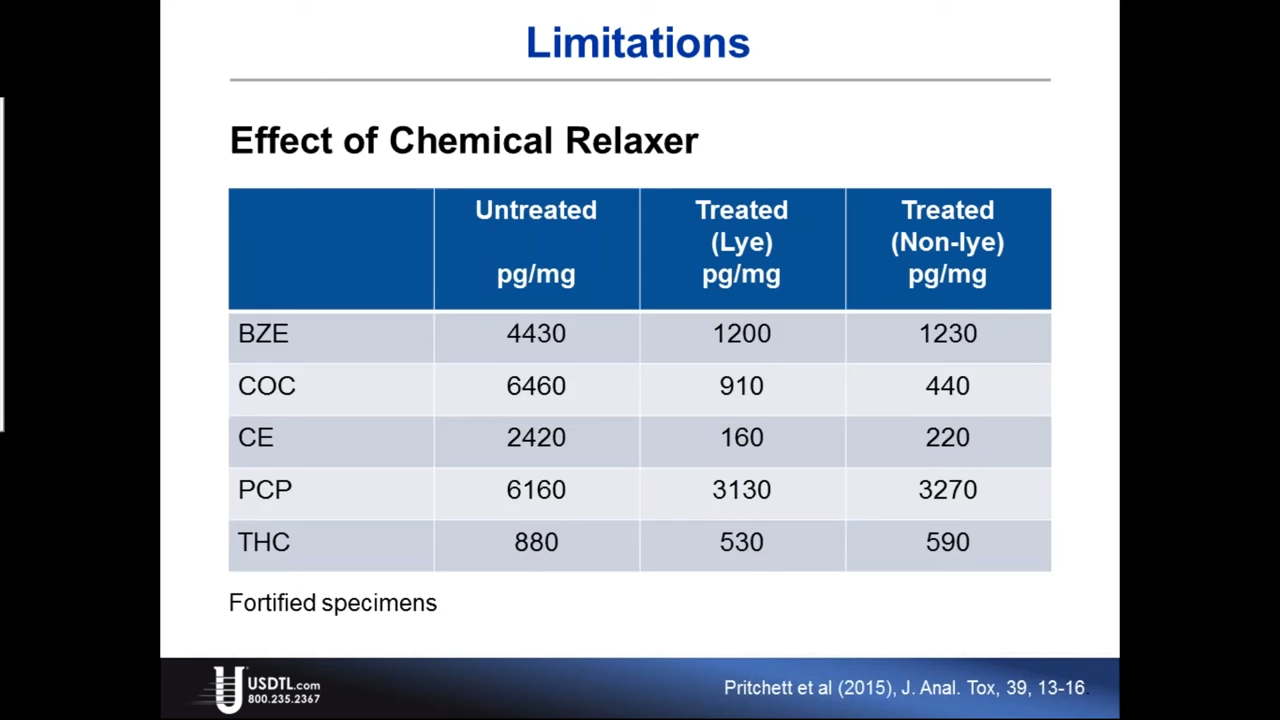 Limitations
Effect of Chemical Relaxer
Untreated pg/mg Treated (Lye) pg/mg Treated (Non-lye) pg/mg
BZE 4430 1200 1230
COC 6460 910 440
CE 2420 160 220
PCP 6160 3130 3270
THC 880 530 590
Fortified specimens
USDTL.com
800.235.2367
Pritchett et al (2015), J. Anal. Tox, 39, 13-16.